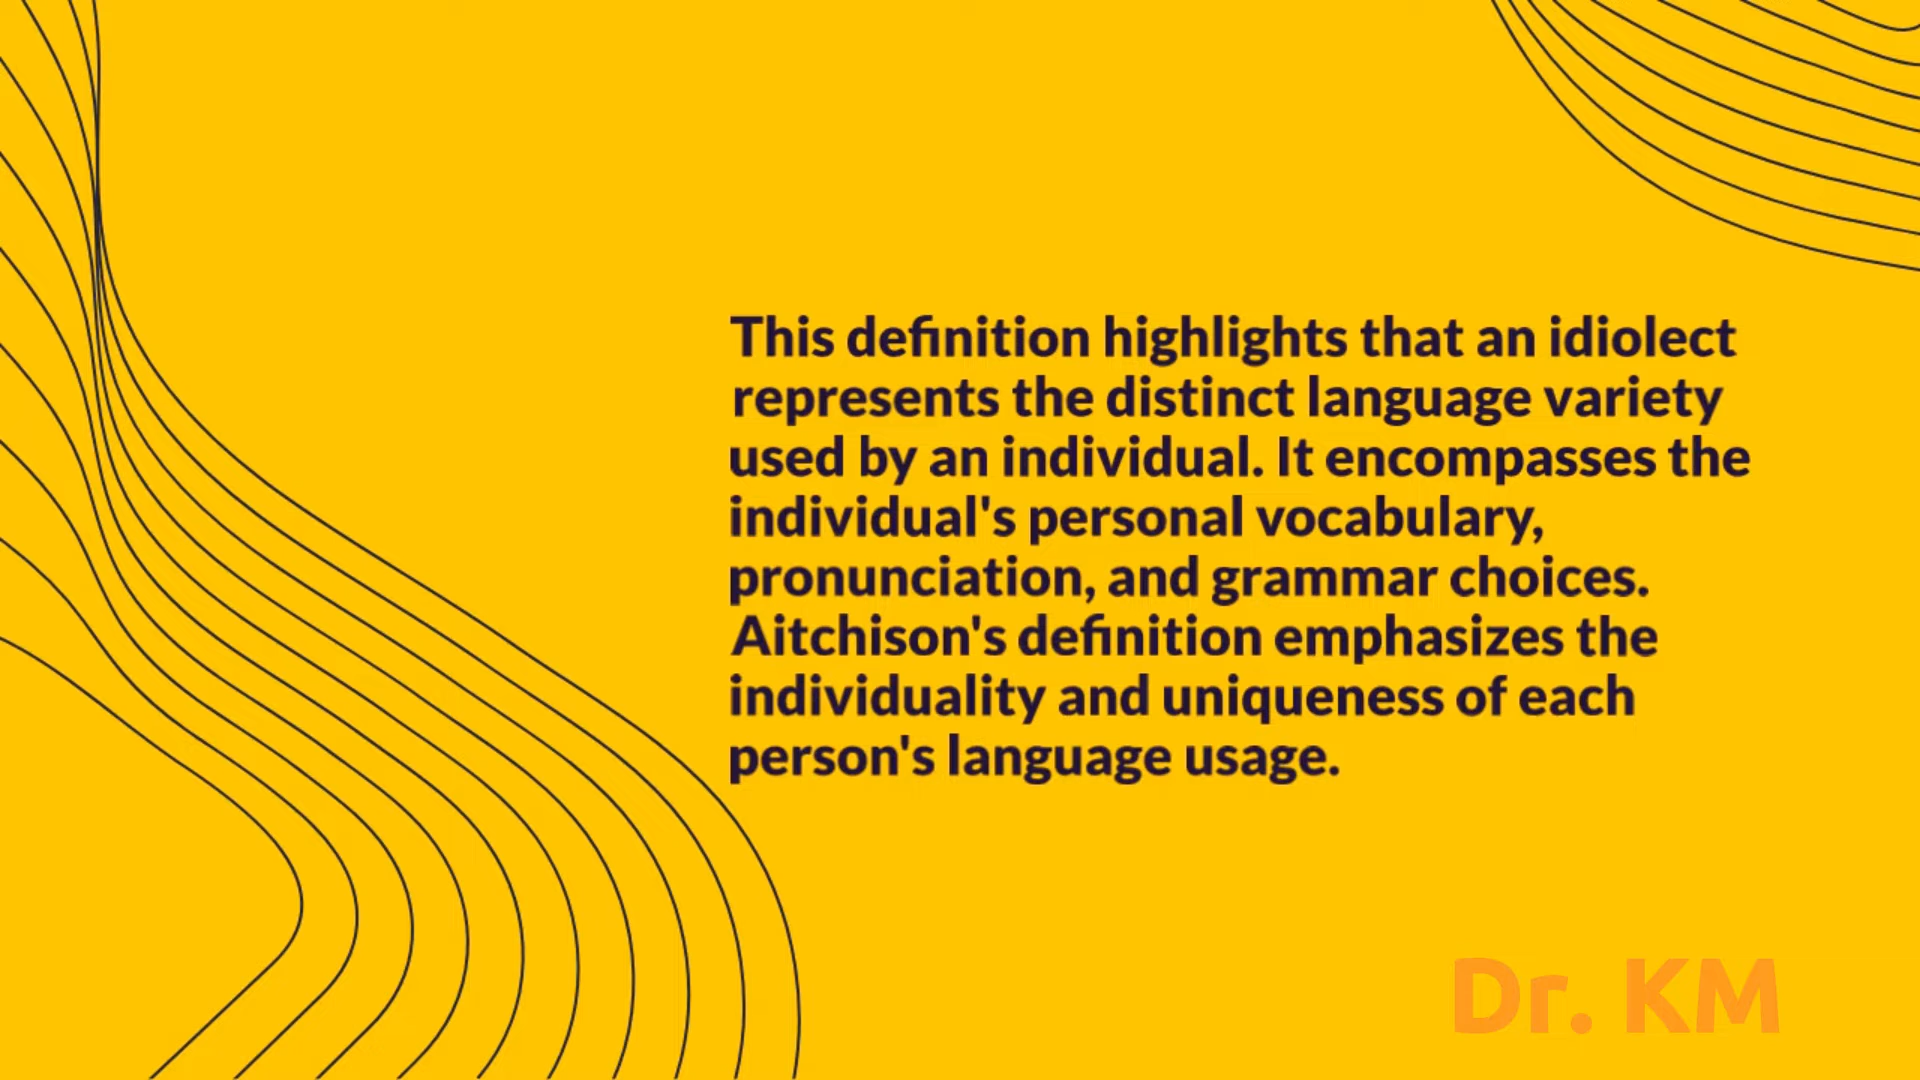 This definition highlights that an idiolect
represents the distinct language variety
used by an individual. It encompasses the
individual's personal vocabulary,
pronunciation, and grammar choices.
Aitchison's definition emphasizes the
individuality and uniqueness of each
person's language usage.
Dr. KM